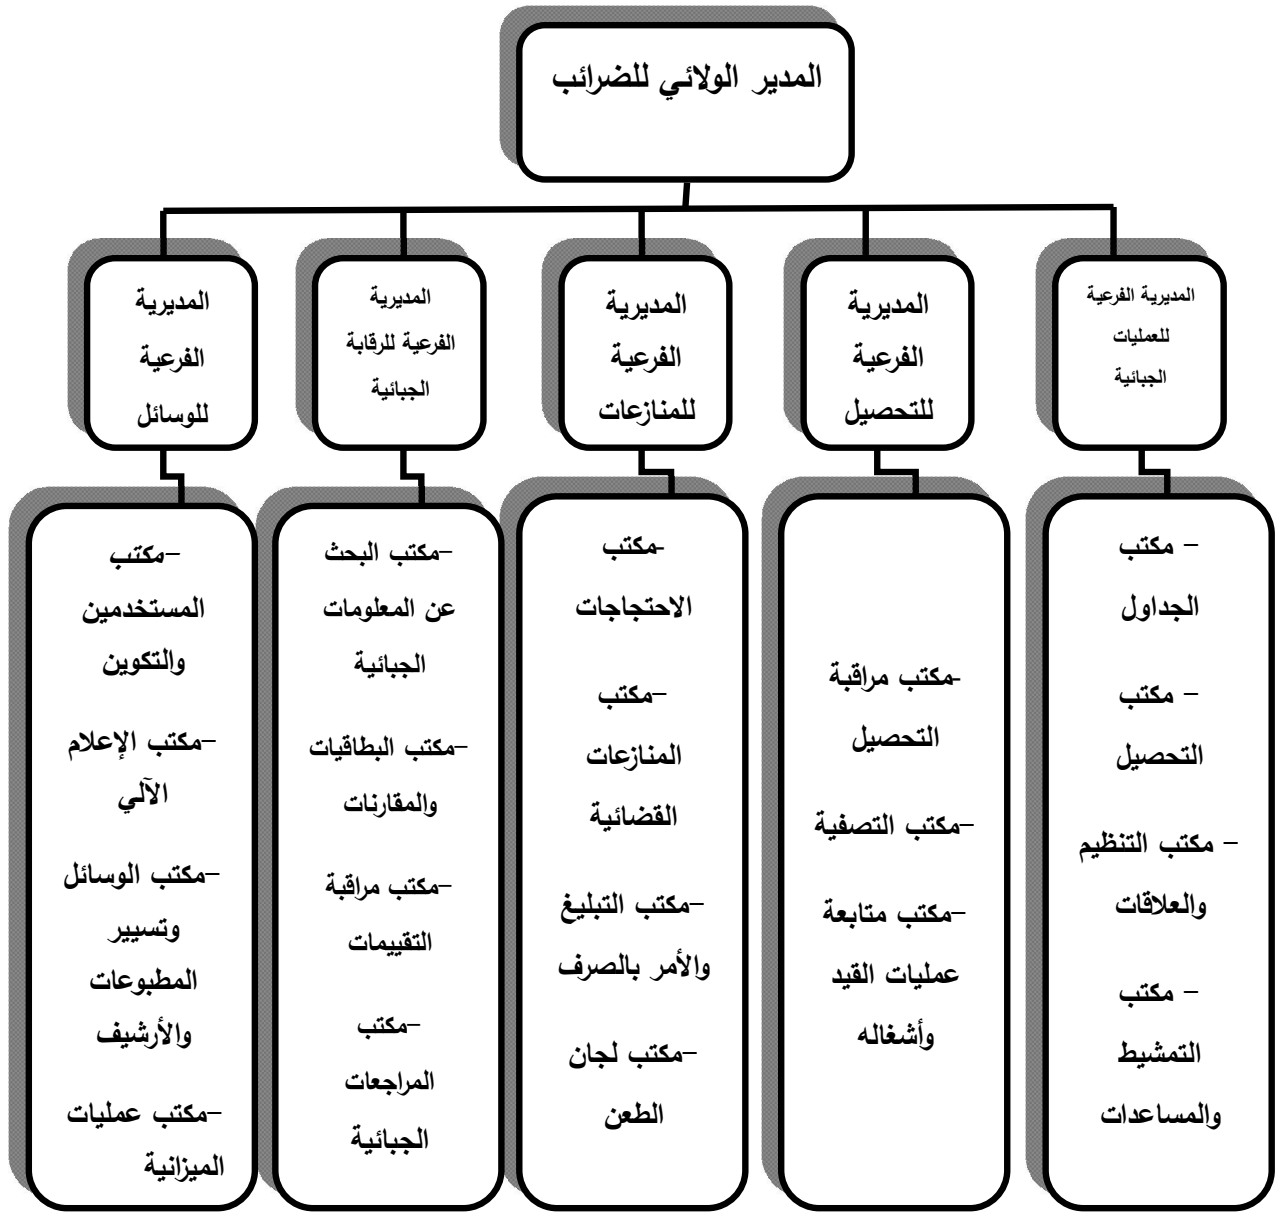 المدير الولائي للضرائب
المديرية الفرعية
للعمليات
الجبائية
المديرية
الفرعية
للتحصيل
المديرية
الفرعية
للمنازعات
المديرية
الفرعية للرقابة
الجبائية
المديرية
الفرعية
للوسائل
– مكتب
الجداول
– مكتب
التحصيل
– مكتب التنظيم
والعلاقات
– مكتب
التمشيط
والمساعدات
-مكتب مراقبة
التحصيل
–مكتب التصفية
–مكتب متابعة
عمليات القيد
وأشغاله
-مكتب
الاحتجاجات
–مكتب
المنازعات
القضائية
–مكتب التبليغ
والأمر بالصرف
–مكتب لجان
الطعن
–مكتب البحث
عن المعلومات
الجبائية
–مكتب البطاقيات
والمقارنات
–مكتب مراقبة
التقييمات
–مكتب
المراجعات
الجبائية
–مكتب
المستخدمين
والتكوين
–مكتب الإعلام
الآلي
–مكتب الوسائل
وتسيير
المطبوعات
والأرشيف
–مكتب عمليات
الميزانية